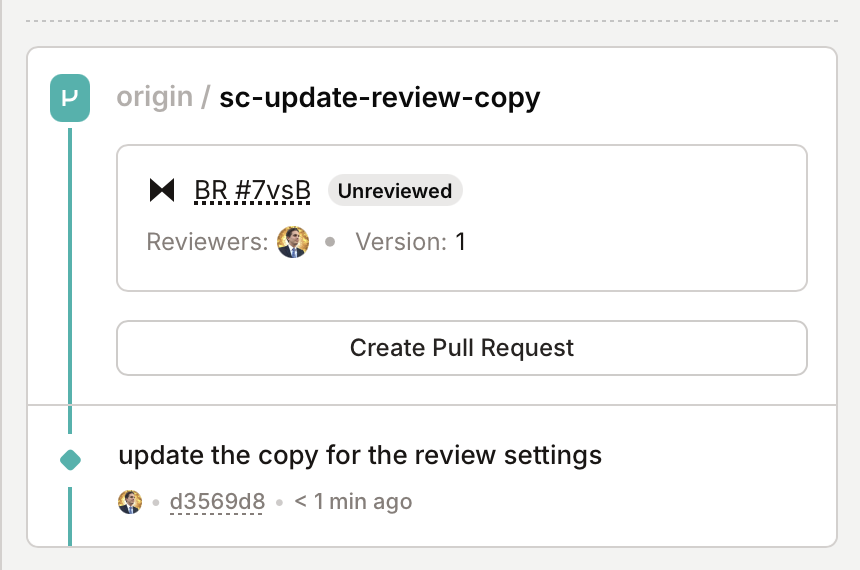 origin / sc-update-review-copy
BR #7vsB Unreviewed
Reviewers: • Version: 1
Create Pull Request
update the copy for the review settings
• d3569d8 • < 1 min ago